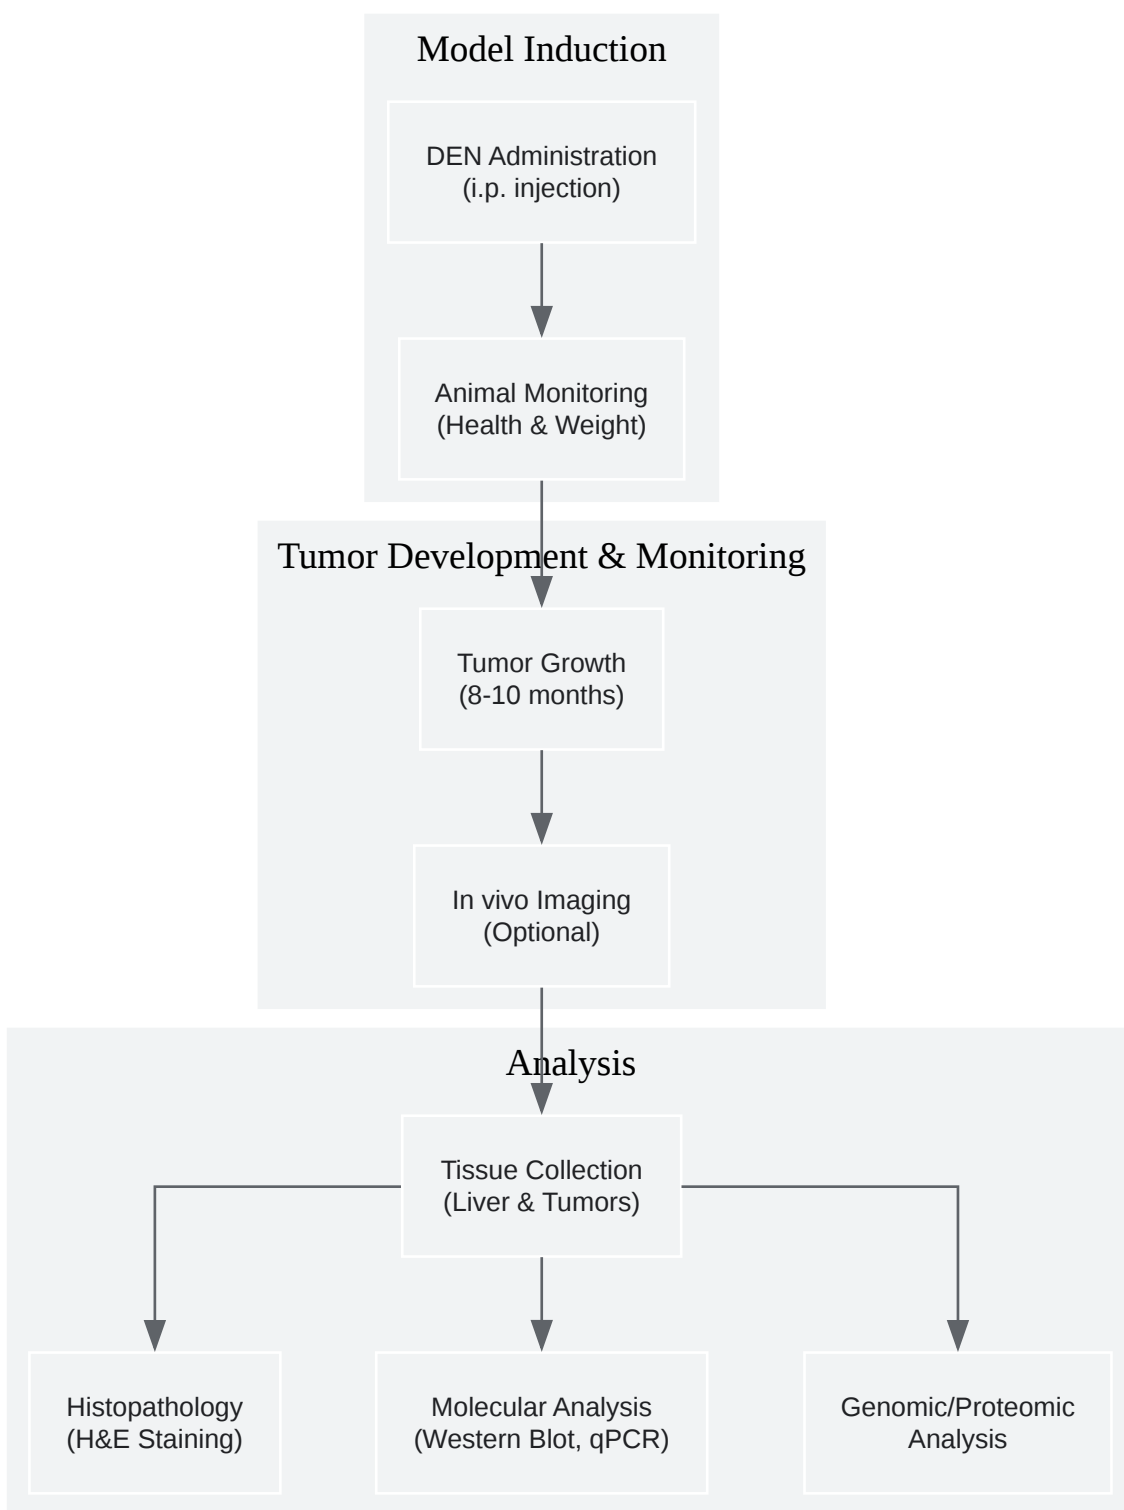 Model Induction
DEN Administration
(i.p. injection)
Animal Monitoring
(Health & Weight)
Tumor Development & Monitoring
Tumor Growth
(8-10 months)
In vivo Imaging
(Optional)
Analysis
Tissue Collection
(Liver & Tumors)
Histopathology
(H&E Staining)
Molecular Analysis
(Western Blot, qPCR)
Genomic/Proteomic
Analysis